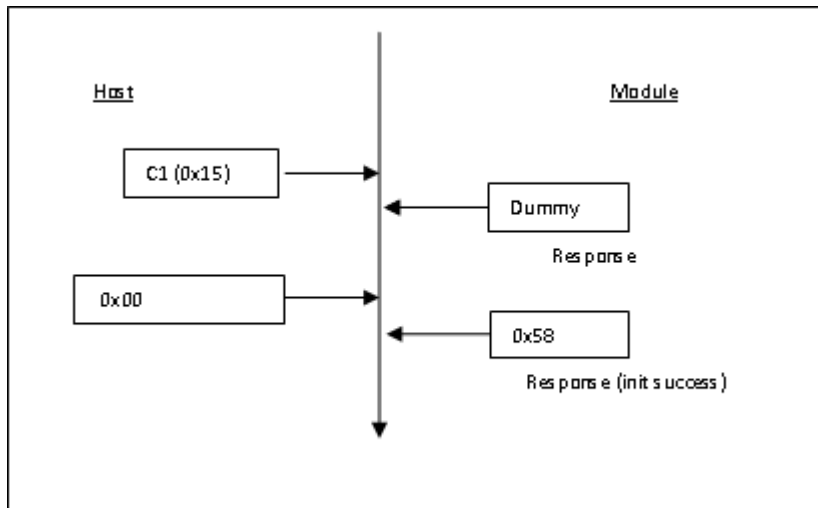 Host
Module
C1 (0x15)
Dummy
Response
0x00
0x58
Response (init success)